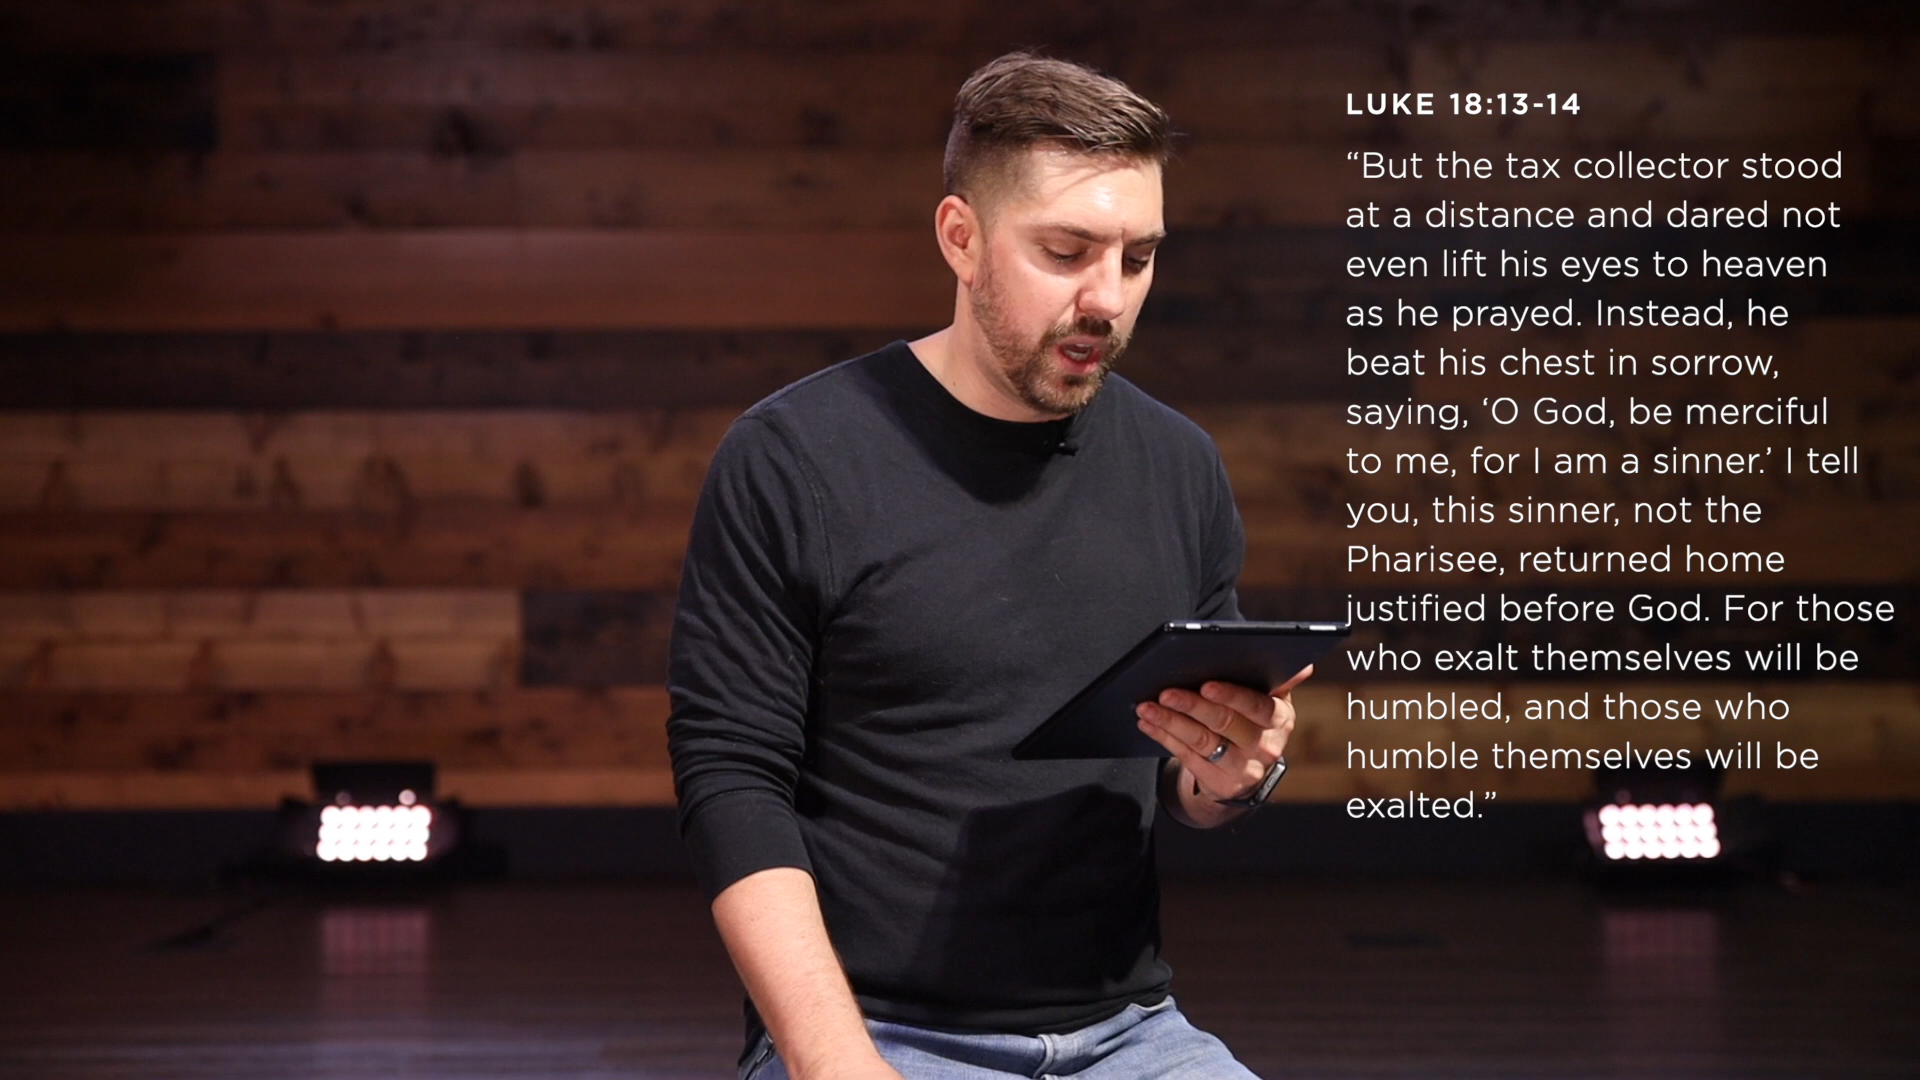 LUKE 18:13-14
“But the tax collector stood
at a distance and dared not
even lift his eyes to heaven
as he prayed. Instead, he
beat his chest in sorrow,
saying, ‘O God, be merciful
to me, for I am a sinner.’ I tell
you, this sinner, not the
Pharisee, returned home
justified before God. For those
who exalt themselves will be
humbled, and those who
humble themselves will be
exalted.”